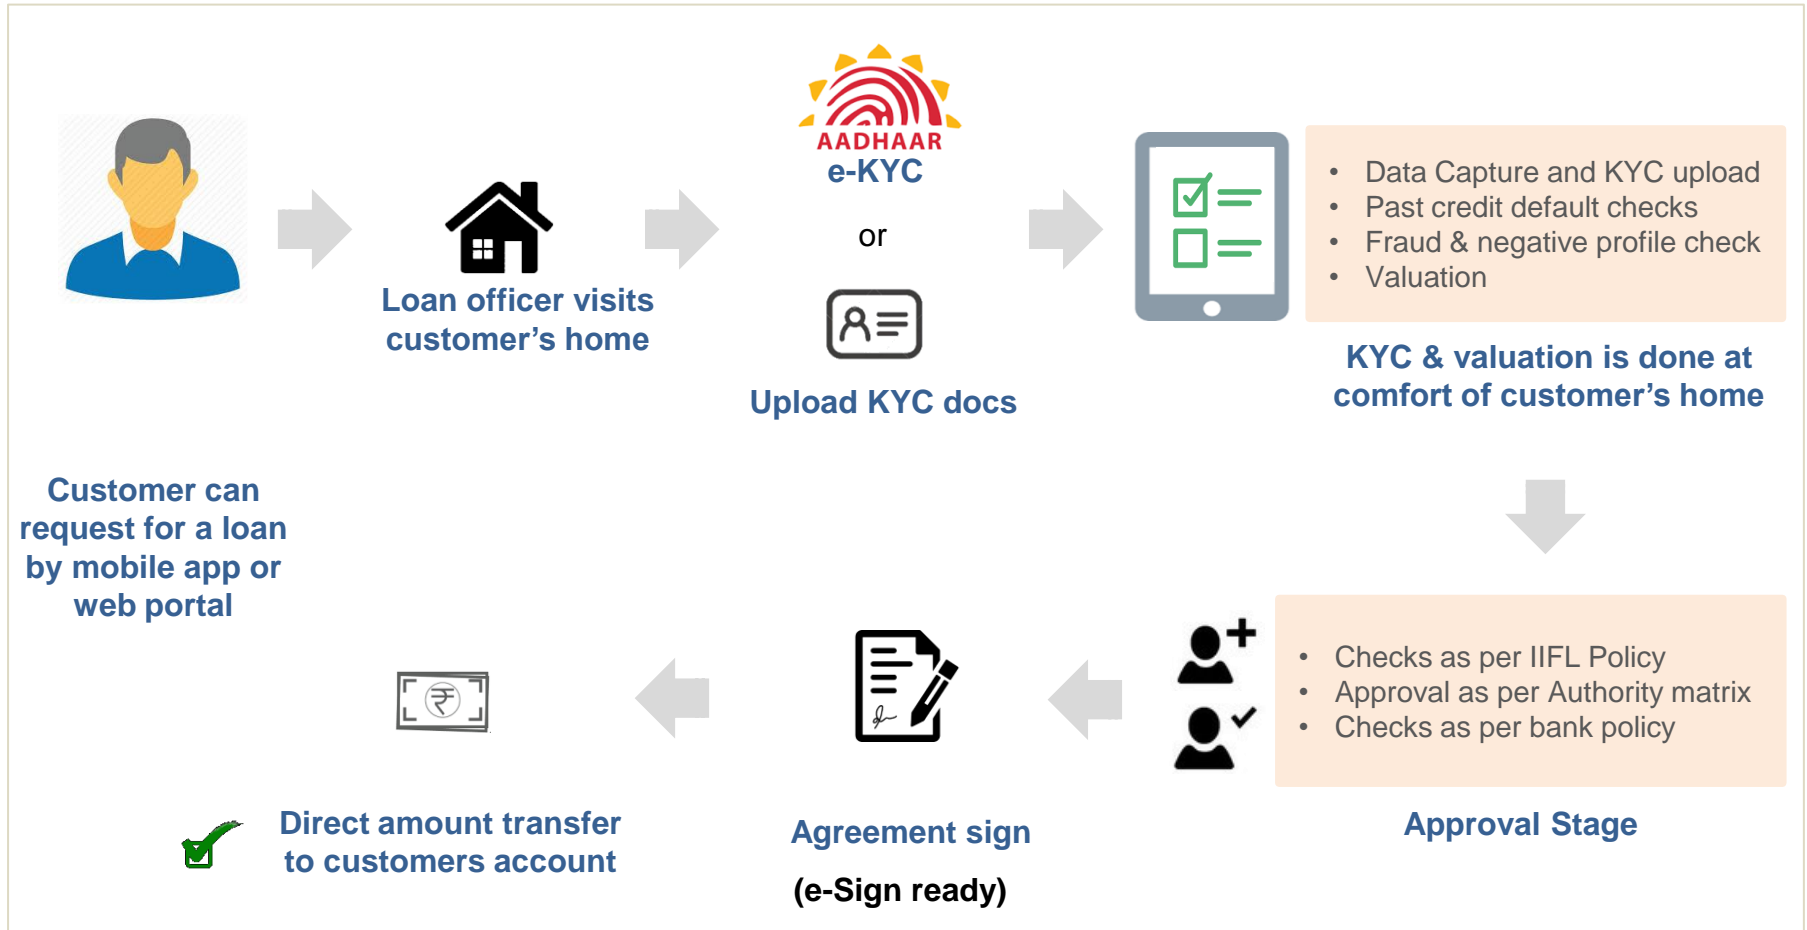 AADHAAR
e-KYC
or
Upload KYC docs
Loan officer visits
customer’s home
• Data Capture and KYC upload
• Past credit default checks
• Fraud & negative profile check
• Valuation
KYC & valuation is done at
comfort of customer’s home
Customer can
request for a loan
by mobile app or
web portal
• Checks as per IIFL Policy
• Approval as per Authority matrix
• Checks as per bank policy
Approval Stage
Agreement sign
(e-Sign ready)
₹
Direct amount transfer
to customers account